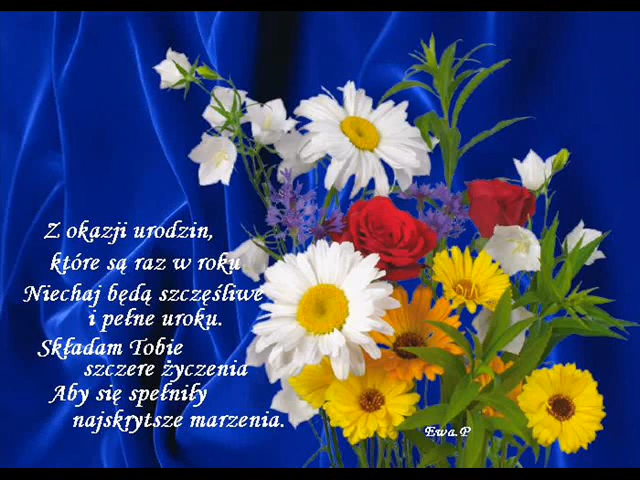 Z okazji urodzin,
które są raz w roku
Niechaj będą szczęśliwe
i pełne uroku.
Składam Tobie
szczere życzenia
Aby się spełniły
najskrytsze marzenia.
Ewa.P